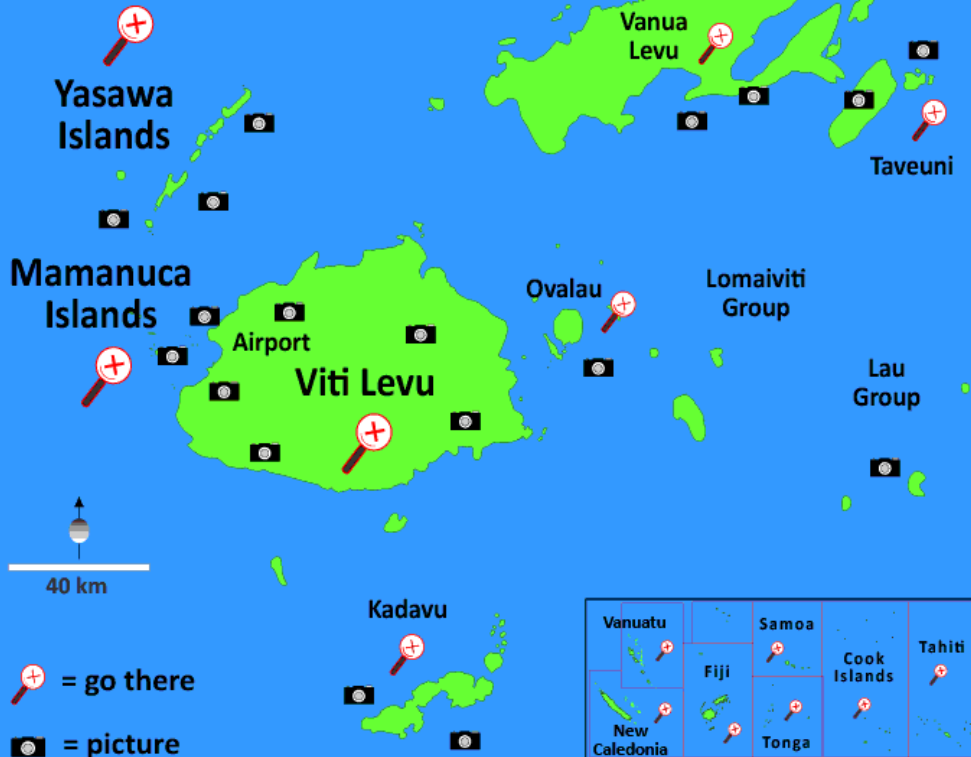 Vanua
Levu
Yasawa
Islands
Taveuni
Mamanuca
Islands
Ovalau
Lomaiviti
Group
Airport
Viti Levu
Lau
Group
40 km
Kadavu
= go there
= picture
Vanuatu
Samoa
Tahiti
Cook
Islands
Fiji
New
Caledonia
Tonga